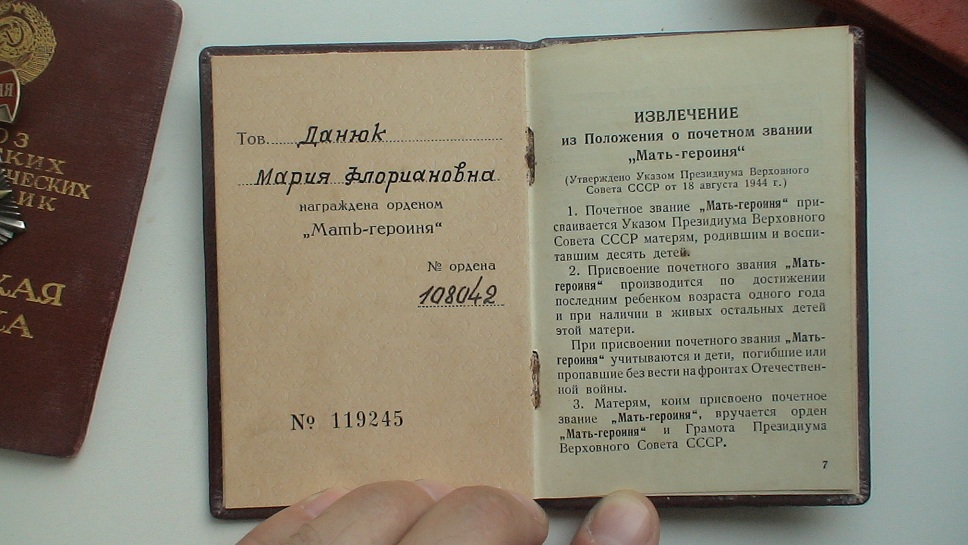 Тов. Данюк
Мария Флориановна
награждена орденом
„Мать-героиня“
№ ордена
108042
№ 119245
ИЗВЛЕЧЕНИЕ
из Положения о почетном звании
„Мать-героиня“
(Утверждено Указом Президиума Верховного
Совета СССР от 18 августа 1944 г.)
1. Почетное звание „Мать-героиня“ при-
сваивается Указом Президиума Верховного
Совета СССР матерям, родившим и воспи-
тавшим десять детей.
2. Присвоение почетного звания „Мать-
героиня“ производится по достижении
последним ребенком возраста одного года
и при наличии в живых остальных детей
этой матери.
При присвоении почетного звания „Мать-
героиня“ учитываются и дети, погибшие или
пропавшие без вести на фронтах Отечествен-
ной войны.
3. Матерям, коим присвоено почетное
звание „Мать-героиня“, вручается орден
„Мать-героиня“ и Грамота Президиума
Верховного Совета СССР.
7